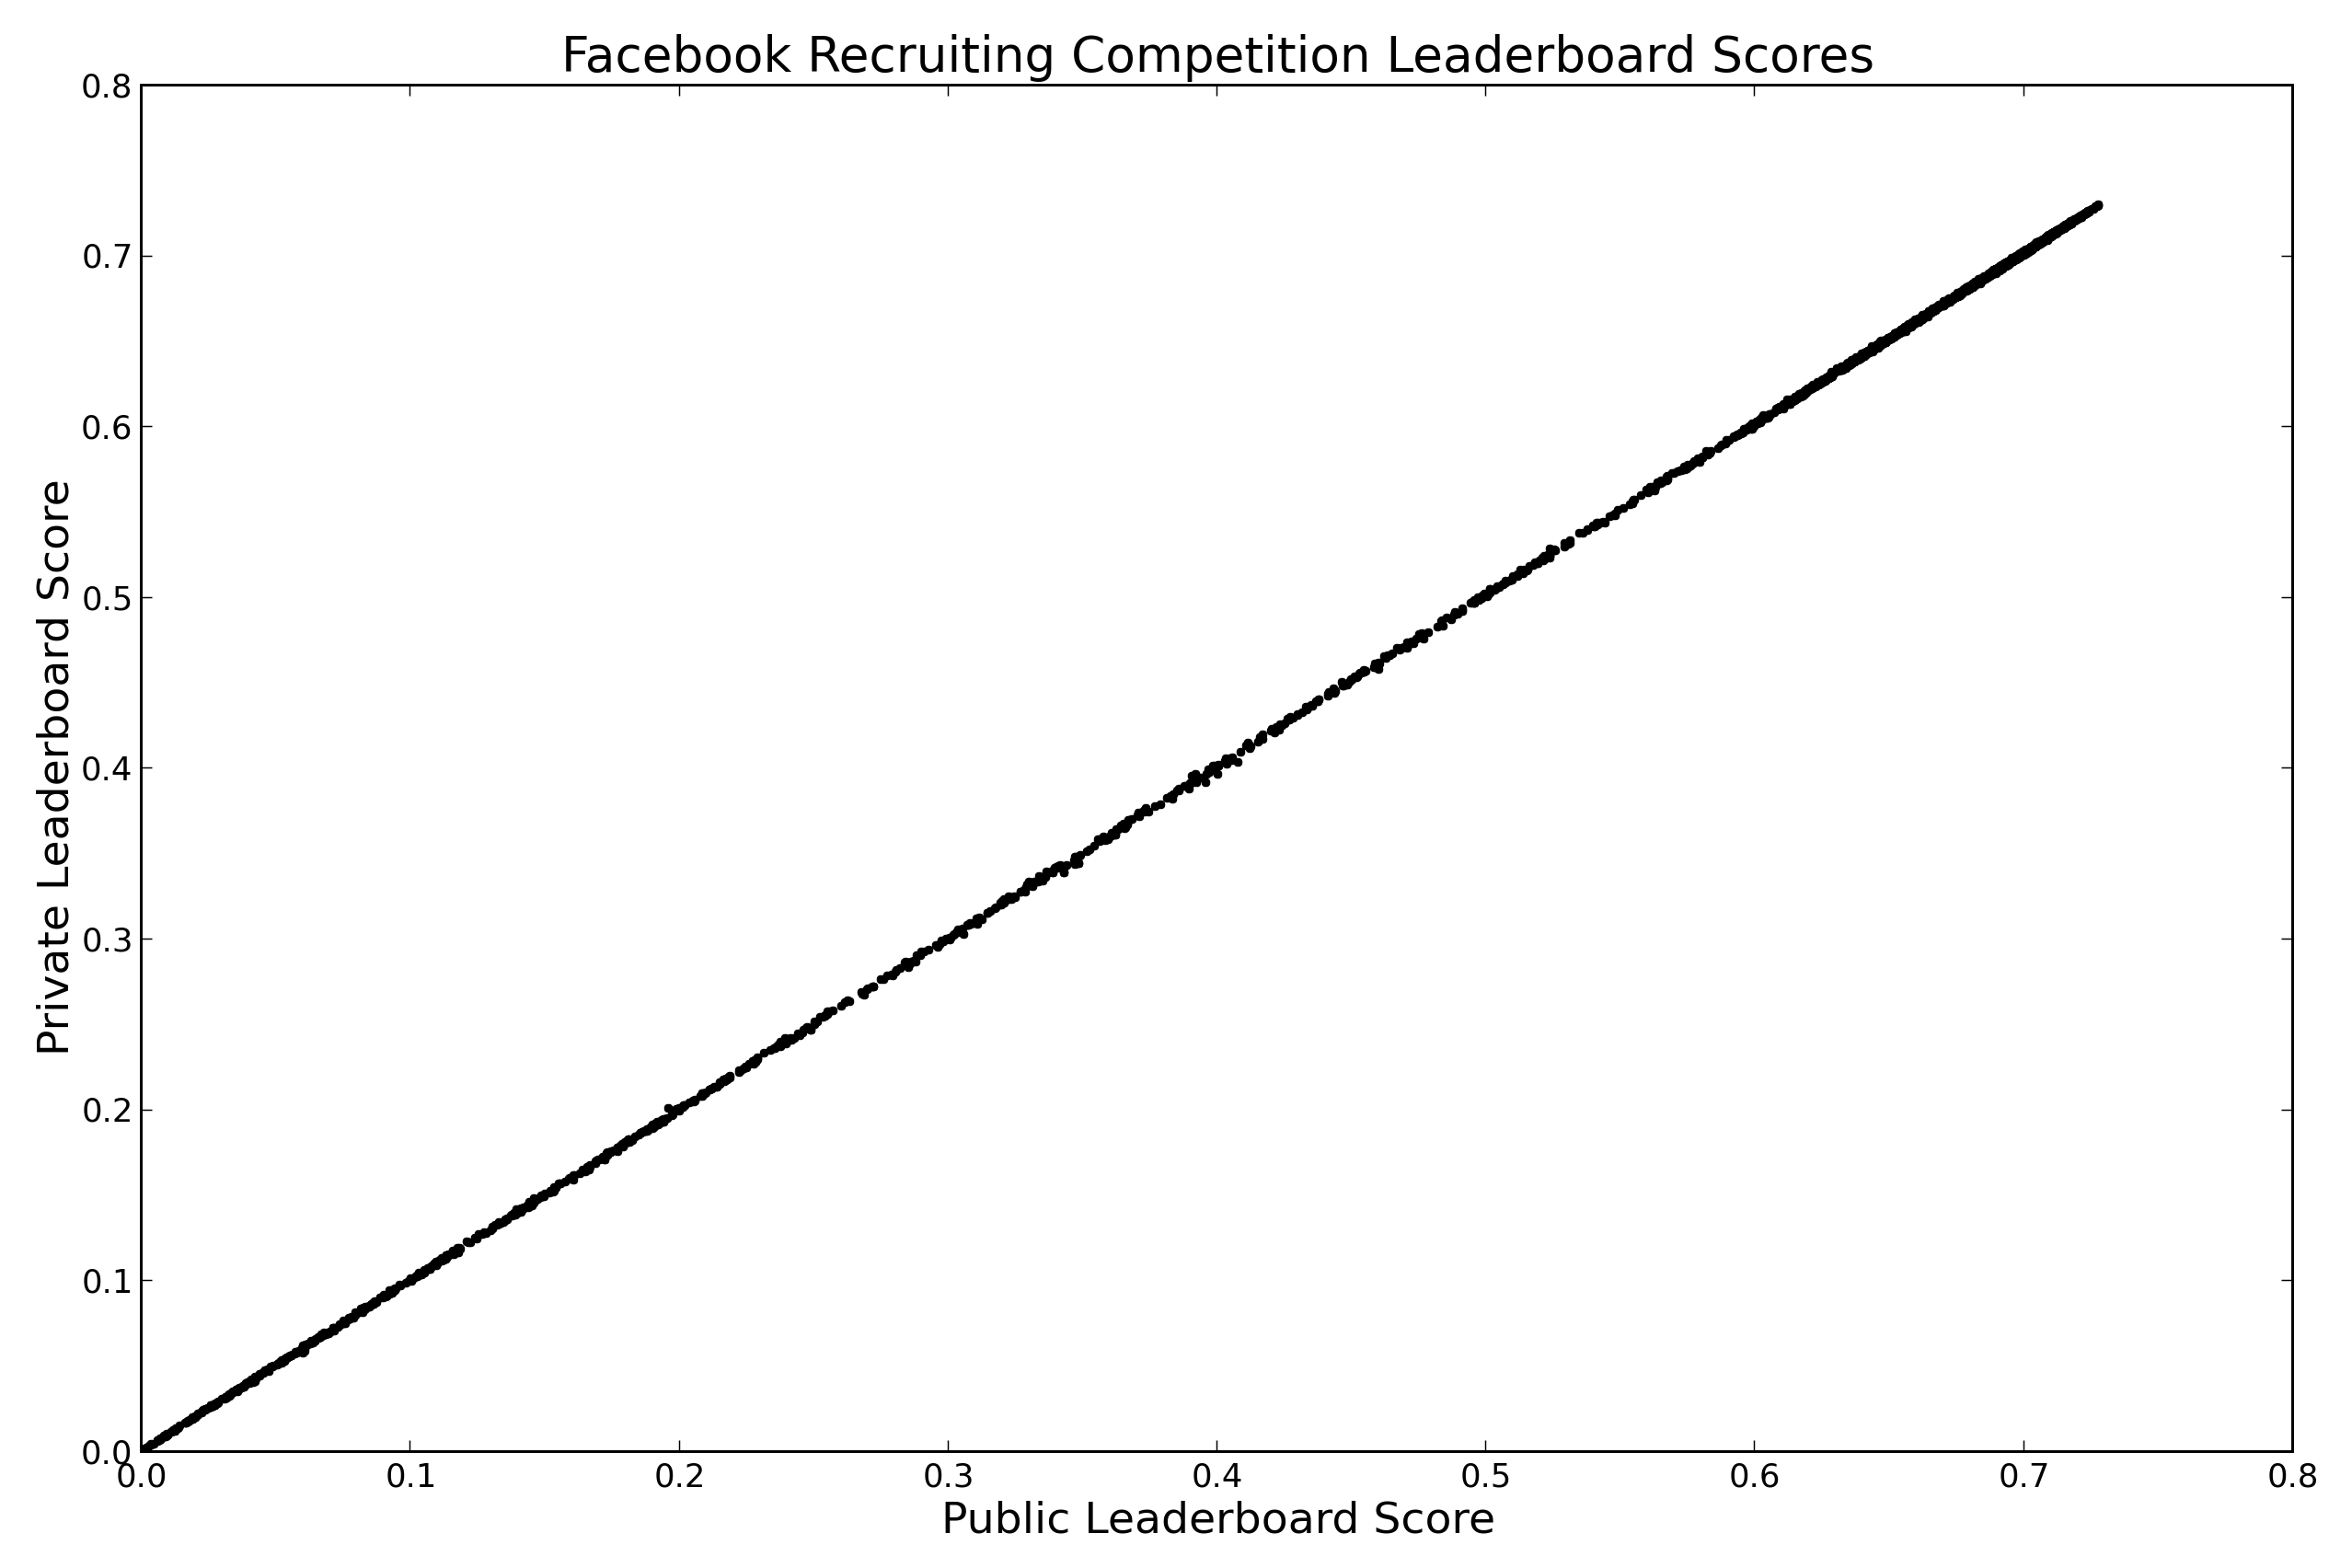 Facebook Recruiting Competition Leaderboard Scores
0.8
0.7
0.6
0.5
0.4
0.3
0.2
0.1
0.0
Private Leaderboard Score
0.0 0.1 0.2 0.3 0.4 0.5 0.6 0.7 0.8
Public Leaderboard Score